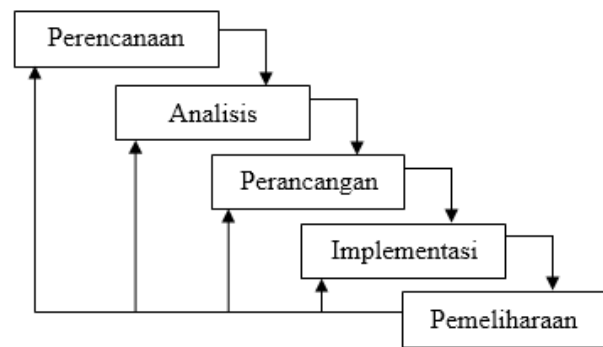 Perencanaan
Analisis
Perancangan
Implementasi
Pemeliharaan